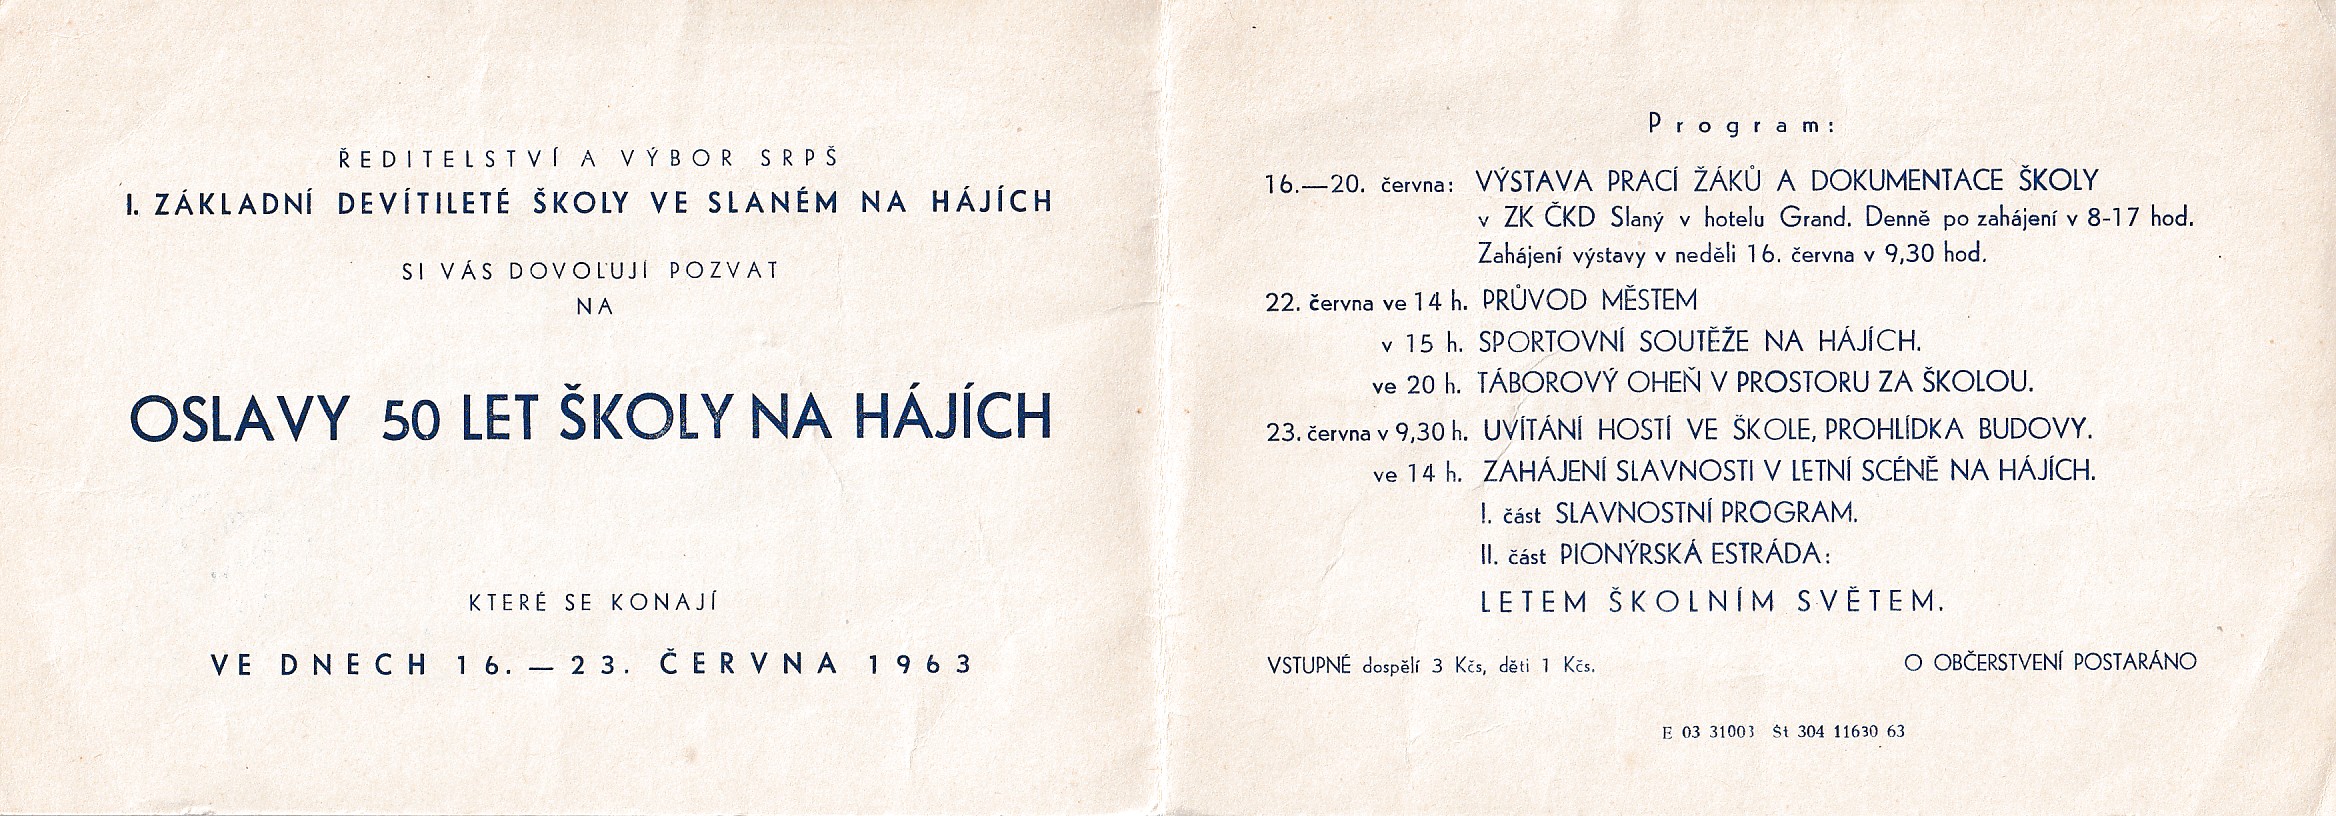 ŘEDITELSTVÍ A VÝBOR SRPŠ
I. ZÁKLADNÍ DEVÍTILETÉ ŠKOLY VE SLANÉM NA HÁJÍCH
SI VÁS DOVOLUJÍ POZVAT
NA
OSLAVY 50 LET ŠKOLY NA HÁJÍCH
KTERÉ SE KONAJÍ
VE DNECH 16. — 23. ČERVNA 1963
Program:
16.—20. června: VÝSTAVA PRACÍ ŽÁKŮ A DOKUMENTACE ŠKOLY
v ZK ČKD Slaný v hotelu Grand. Denně po zahájení v 8-17 hod.
Zahájení výstavy v neděli 16. června v 9,30 hod.
22. června ve 14 h. PRŮVOD MĚSTEM
v 15 h. SPORTOVNÍ SOUTĚŽE NA HÁJÍCH.
ve 20 h. TÁBOROVÝ OHEŇ V PROSTORU ZA ŠKOLOU.
23. června v 9,30 h. UVÍTÁNÍ HOSTÍ VE ŠKOLE, PROHLÍDKA BUDOVY.
ve 14 h. ZAHÁJENÍ SLAVNOSTI V LETNÍ SCÉNĚ NA HÁJÍCH.
I. část SLAVNOSTNÍ PROGRAM.
II. část PIONÝRSKÁ ESTRÁDA:
LETEM ŠKOLNÍM SVĚTEM.
VSTUPNÉ dospělí 3 Kčs, děti 1 Kčs.
O OBČERSTVENÍ POSTARÁNO
E 03 31003 Št 304 11630 63